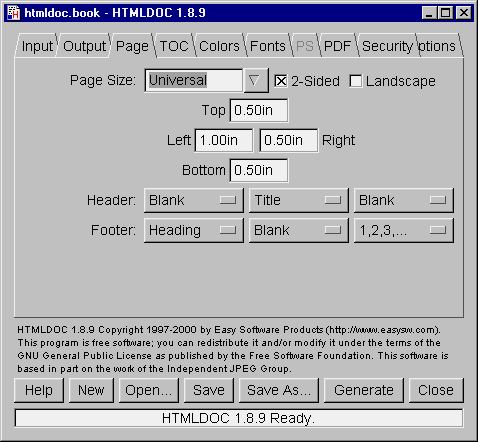 htmldoc.book - HTMLDOC 1.8.9
Input Output Page TOC Colors Fonts PS PDF Security ptions
Page Size: Universal 2-Sided Landscape
Top 0.50in
Left 1.00in 0.50in Right
Bottom 0.50in
Header: Blank Title Blank
Footer: Heading Blank 1,2,3,...
HTMLDOC 1.8.9 Copyright 1997-2000 by Easy Software Products (http://www.easysw.com).
This program is free software; you can redistribute it and/or modify it under the terms of the
GNU General Public License as published by the Free Software Foundation. This software is
based in part on the work of the Independent JPEG Group.
Help New Open... Save Save As... Generate Close
HTMLDOC 1.8.9 Ready.